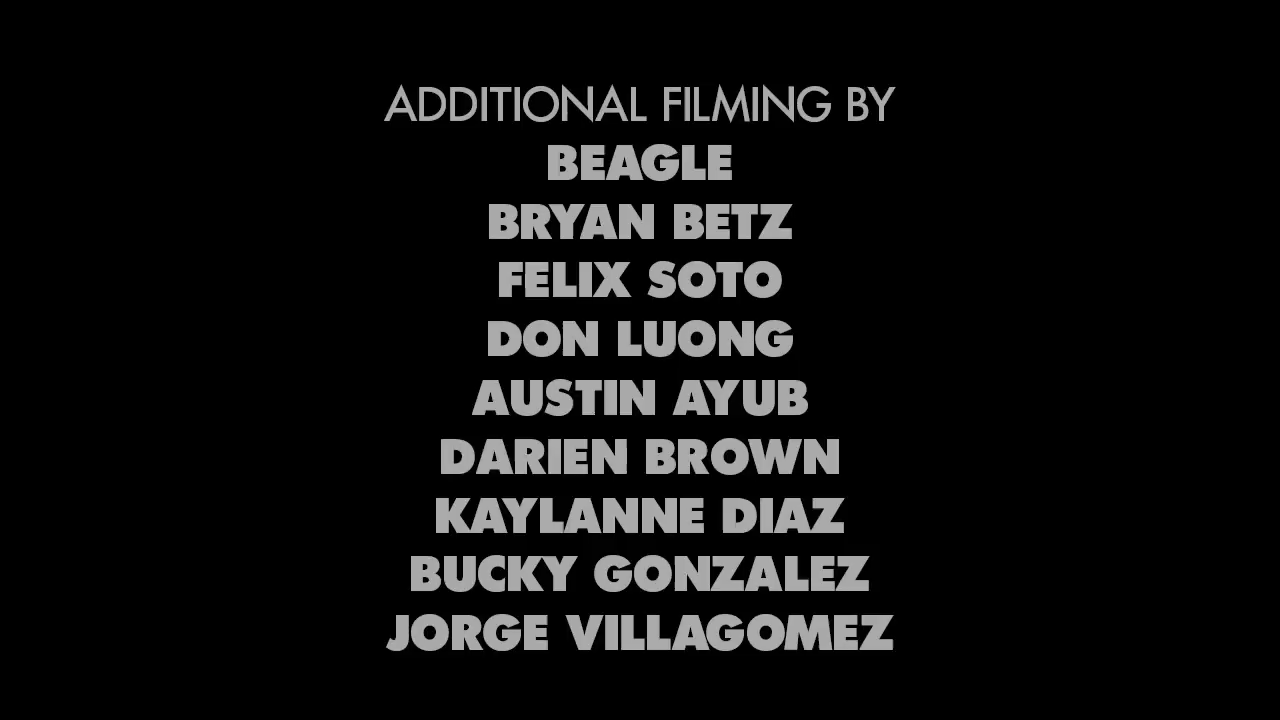 ADDITIONAL FILMING BY
BEAGLE
BRYAN BETZ
FELIX SOTO
DON LUONG
AUSTIN AYUB
DARIEN BROWN
KAYLANNE DIAZ
BUCKY GONZALEZ
JORGE VILLAGOMEZ